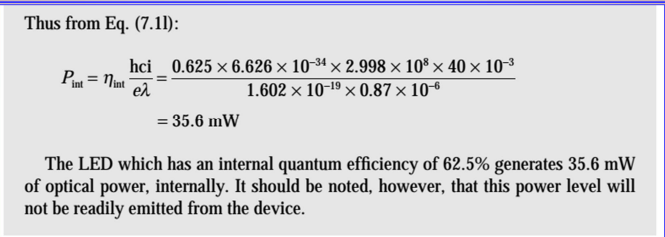 Thus from Eq. (7.1l):
P_int = η_int hci/eλ = 0.625 × 6.626 × 10⁻³⁴ × 2.998 × 10⁸ × 40 × 10⁻³ / 1.602 × 10⁻¹⁹ × 0.87 × 10⁻⁶
= 35.6 mW
The LED which has an internal quantum efficiency of 62.5% generates 35.6 mW
of optical power, internally. It should be noted, however, that this power level will
not be readily emitted from the device.